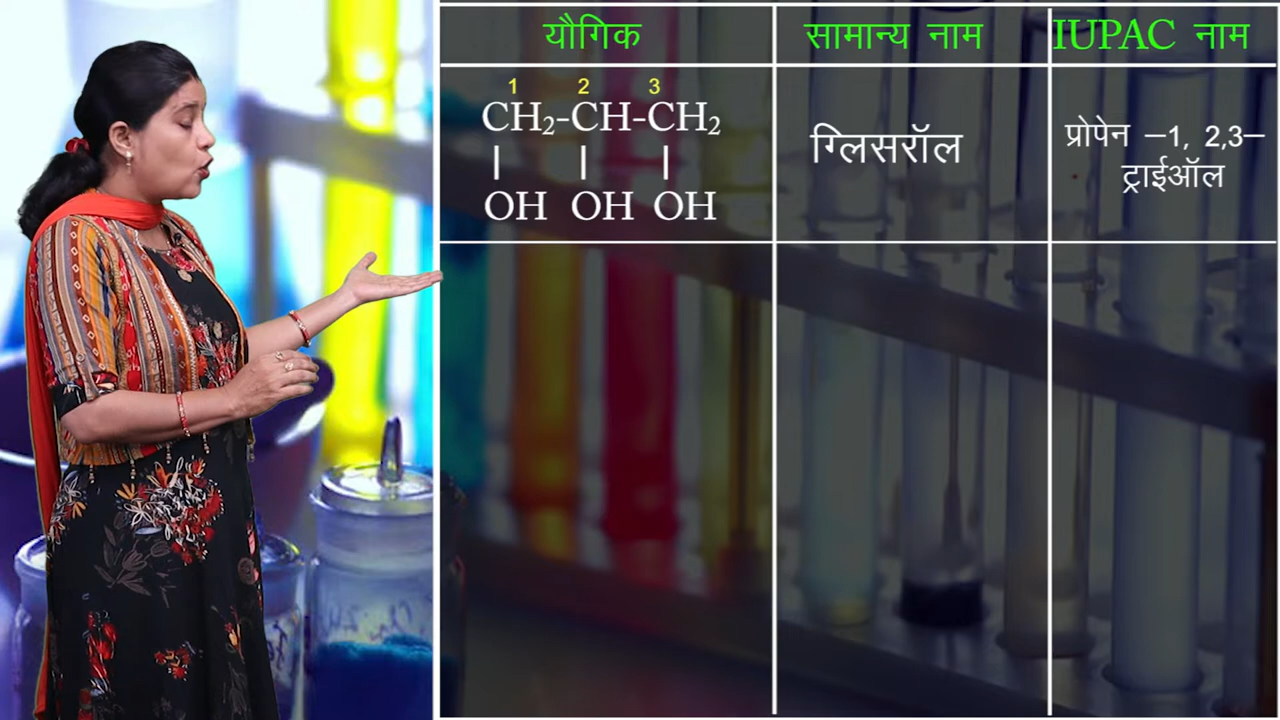 यौगिक सामान्य नाम IUPAC नाम
1 2 3
CH₂-CH-CH₂
| | |
OH OH OH
ग्लिसरॉल
प्रोपेन –1, 2,3–
ट्राईऑल